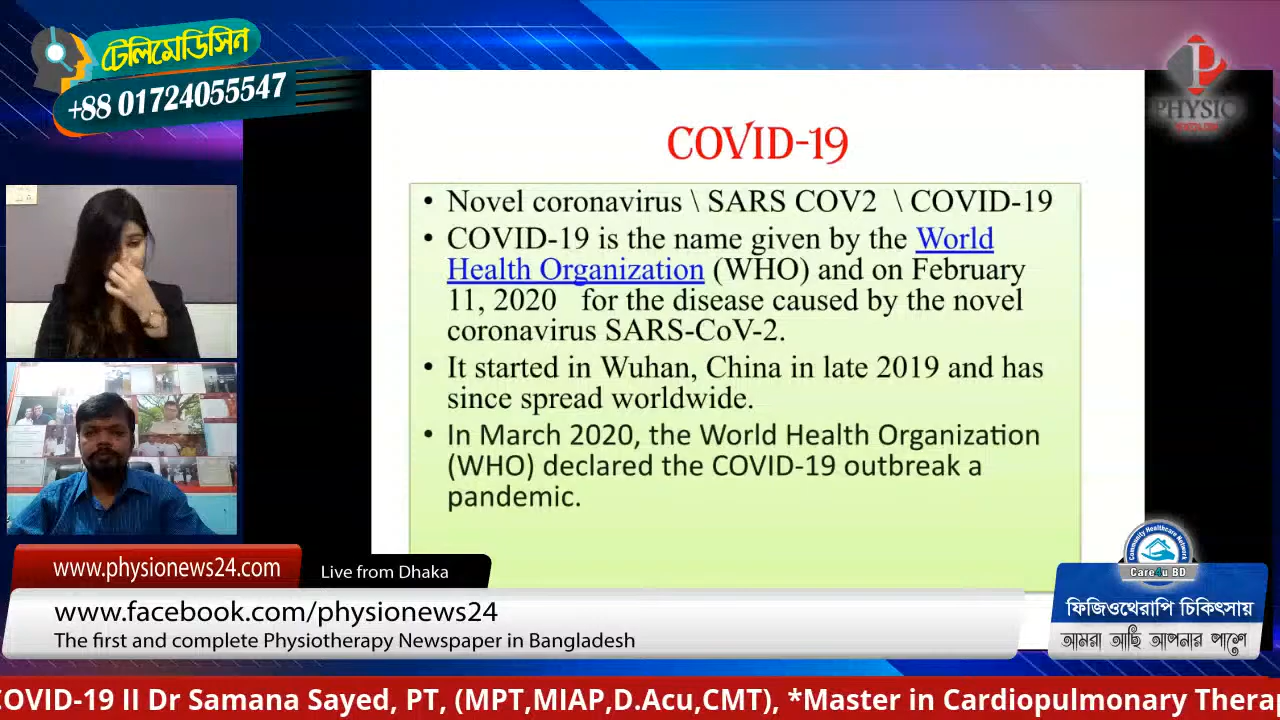 টেলিমেডিসিন
+88 01724055547
PHYSIO
COVID-19
• Novel coronavirus \ SARS COV2 \ COVID-19
• COVID-19 is the name given by the World
Health Organization (WHO) and on February
11, 2020 for the disease caused by the novel
coronavirus SARS-CoV-2.
• It started in Wuhan, China in late 2019 and has
since spread worldwide.
• In March 2020, the World Health Organization
(WHO) declared the COVID-19 outbreak a
pandemic.
www.physionews24.com
Live from Dhaka
www.facebook.com/physionews24
The first and complete Physiotherapy Newspaper in Bangladesh
Community Healthcare Network
Care4u BD
ফিজিওথেরাপি চিকিৎসায়
আমরা আছি আপনার পাশে
COVID-19 II Dr Samana Sayed, PT, (MPT,MIAP,D.Acu,CMT), *Master in Cardiopulmonary Therap